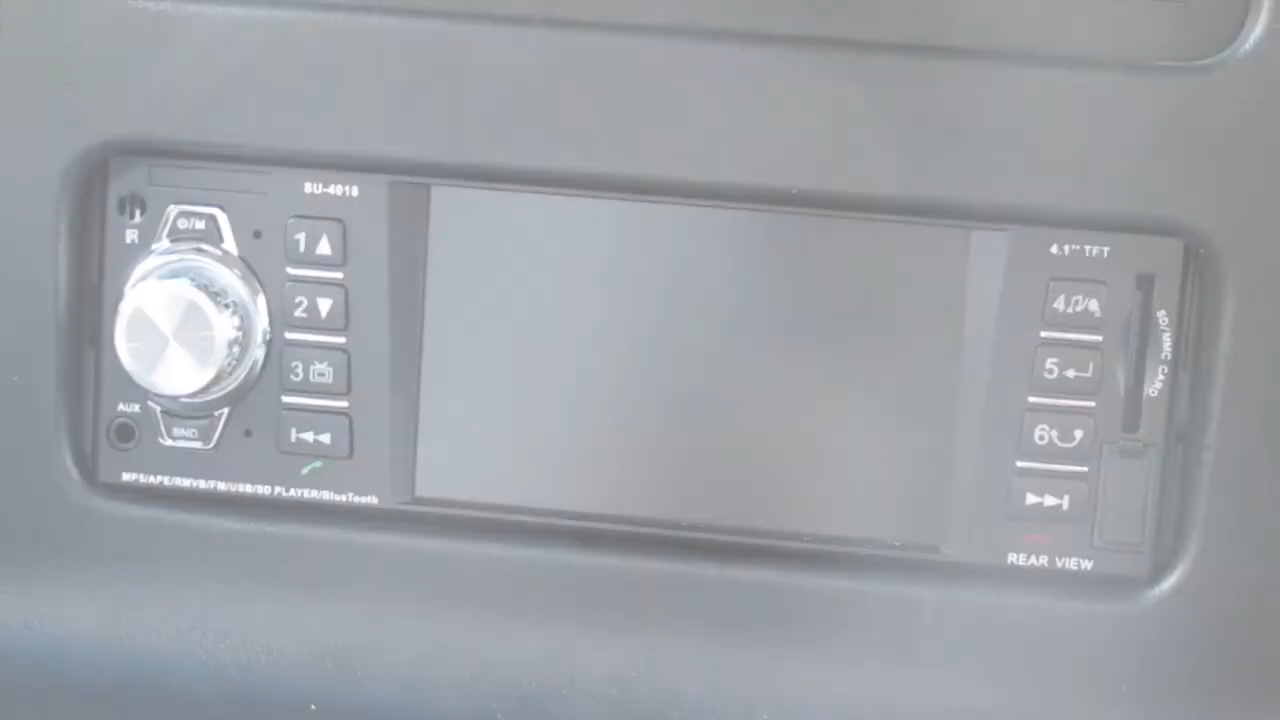 SU-4018
IR
⏻/M
1
2
3
AUX
BND
MP5/APE/RMVB/FM/USB/SD PLAYER/BlueTooth
4.1" TFT
4
5
6
SD/MMC CARD
REAR VIEW